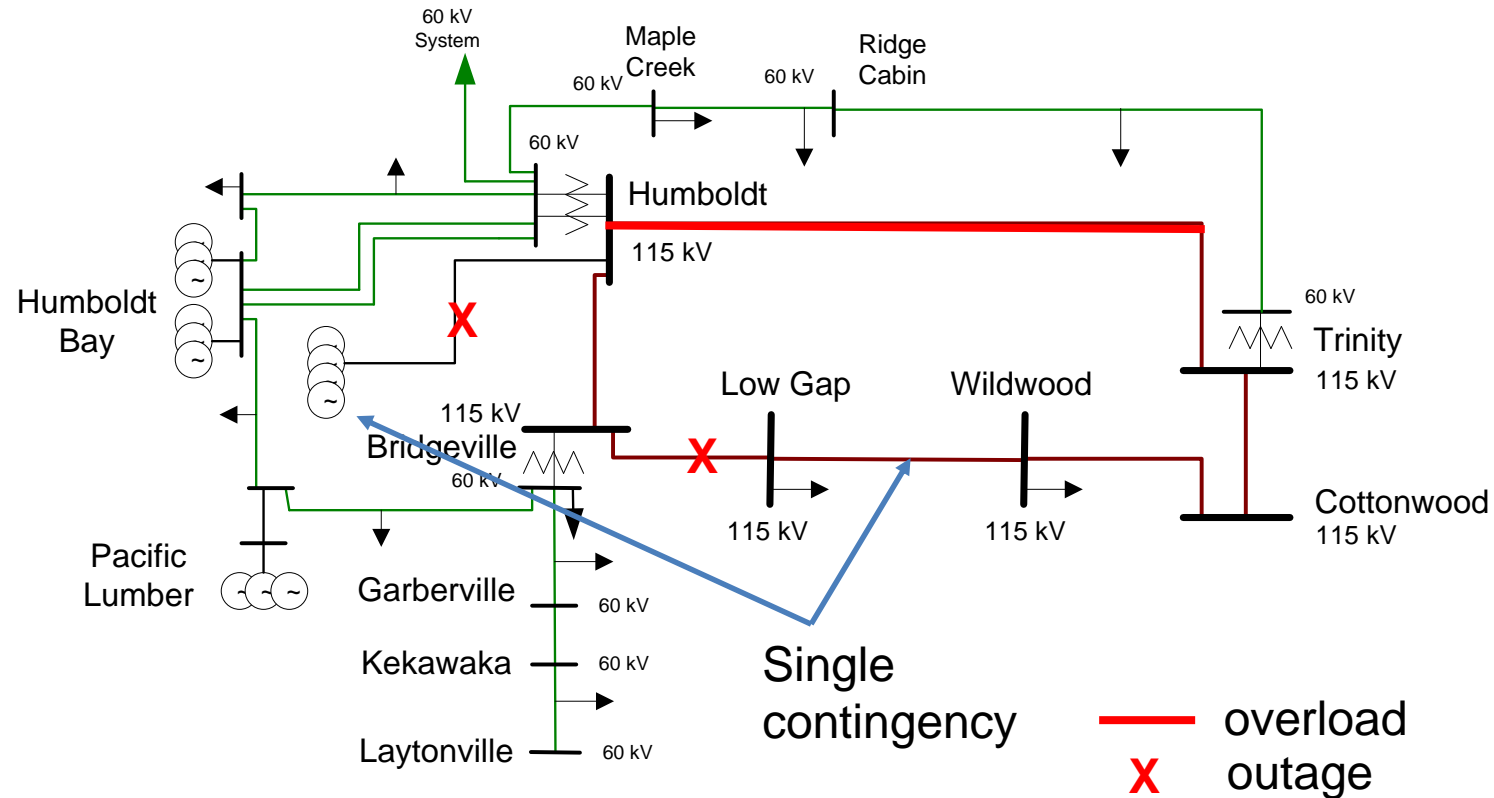 60 kV
System
Maple
Creek
Ridge
Cabin
60 kV
60 kV
60 kV
Humboldt
115 kV
Humboldt
Bay
~
~
60 kV
Trinity
115 kV
~
Low Gap
Wildwood
X
115 kV
Bridgeville
60 kV
X
115 kV
115 kV
Cottonwood
115 kV
Pacific
Lumber
~ ~ ~
Garberville
60 kV
Kekawaka
60 kV
Laytonville
60 kV
Single
contingency
overload
X outage